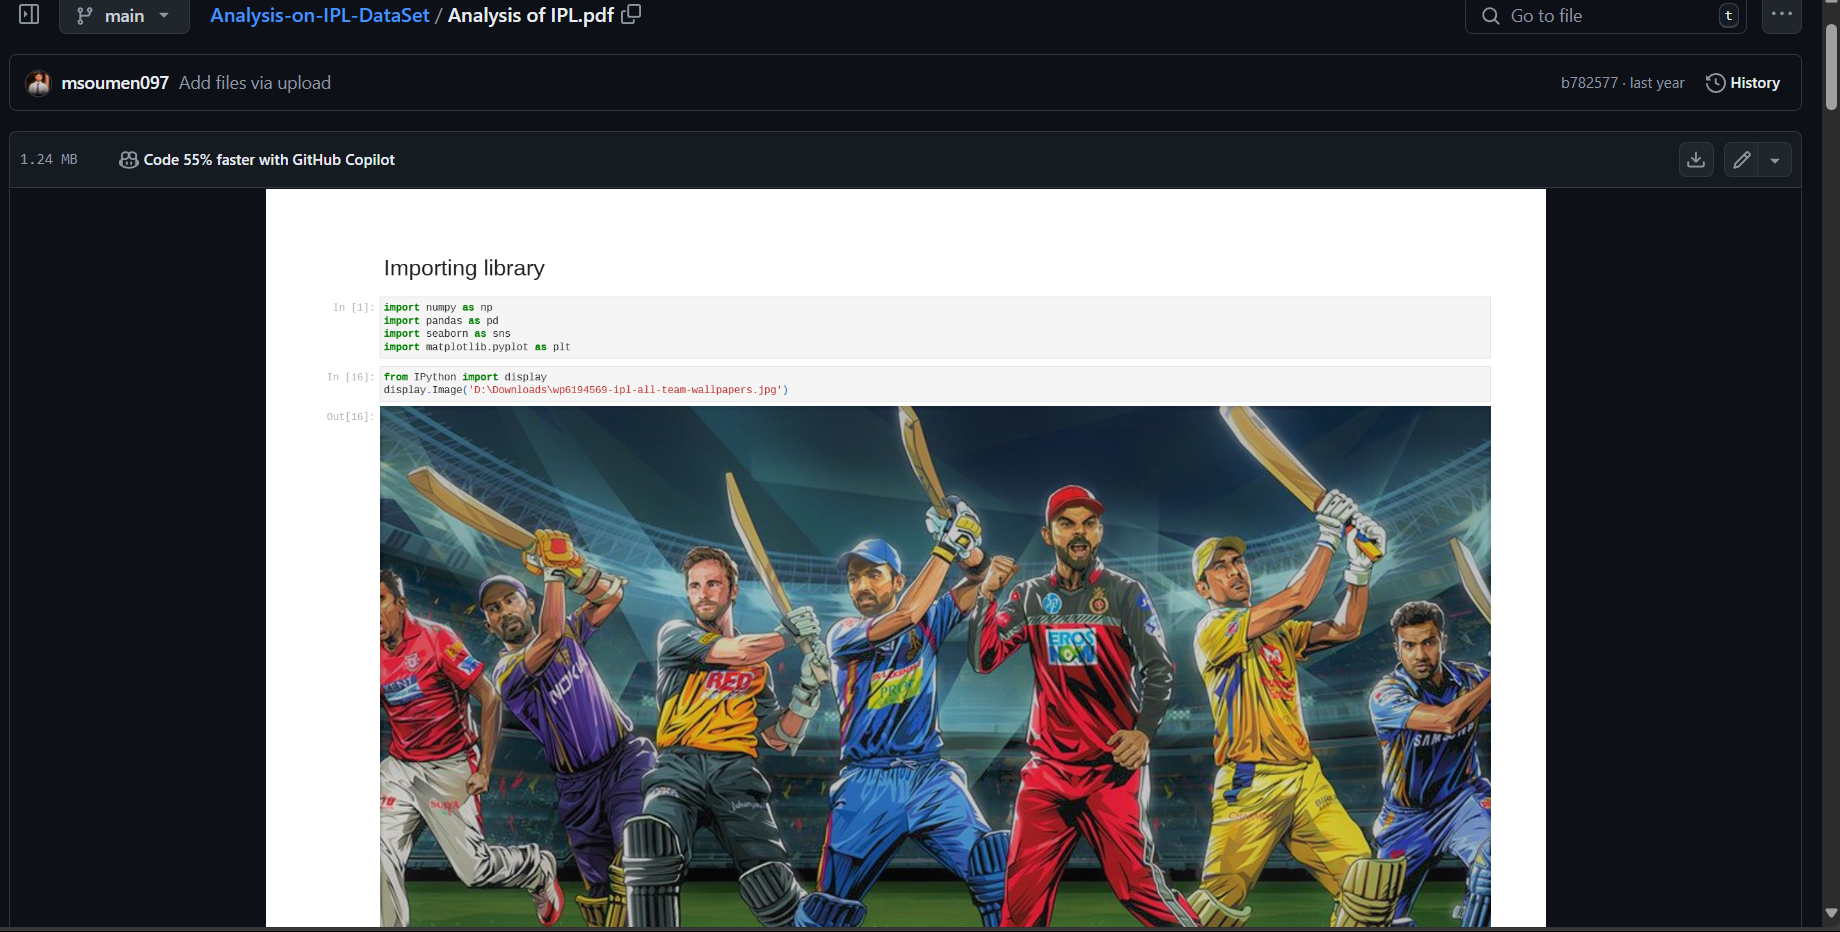 main
Analysis-on-IPL-DataSet / Analysis of IPL.pdf
Go to file
t
msoumen097 Add files via upload
b782577 · last year
History
1.24 MB
Code 55% faster with GitHub Copilot
Importing library
In [1]:
import numpy as np
import pandas as pd
import seaborn as sns
import matplotlib.pyplot as plt
In [16]:
from IPython import display
display.Image('D:\Downloads\wp6194569-ipl-all-team-wallpapers.jpg')
Out[16]:
NOKIA
RED
EROS
NOW
SAMSUNG